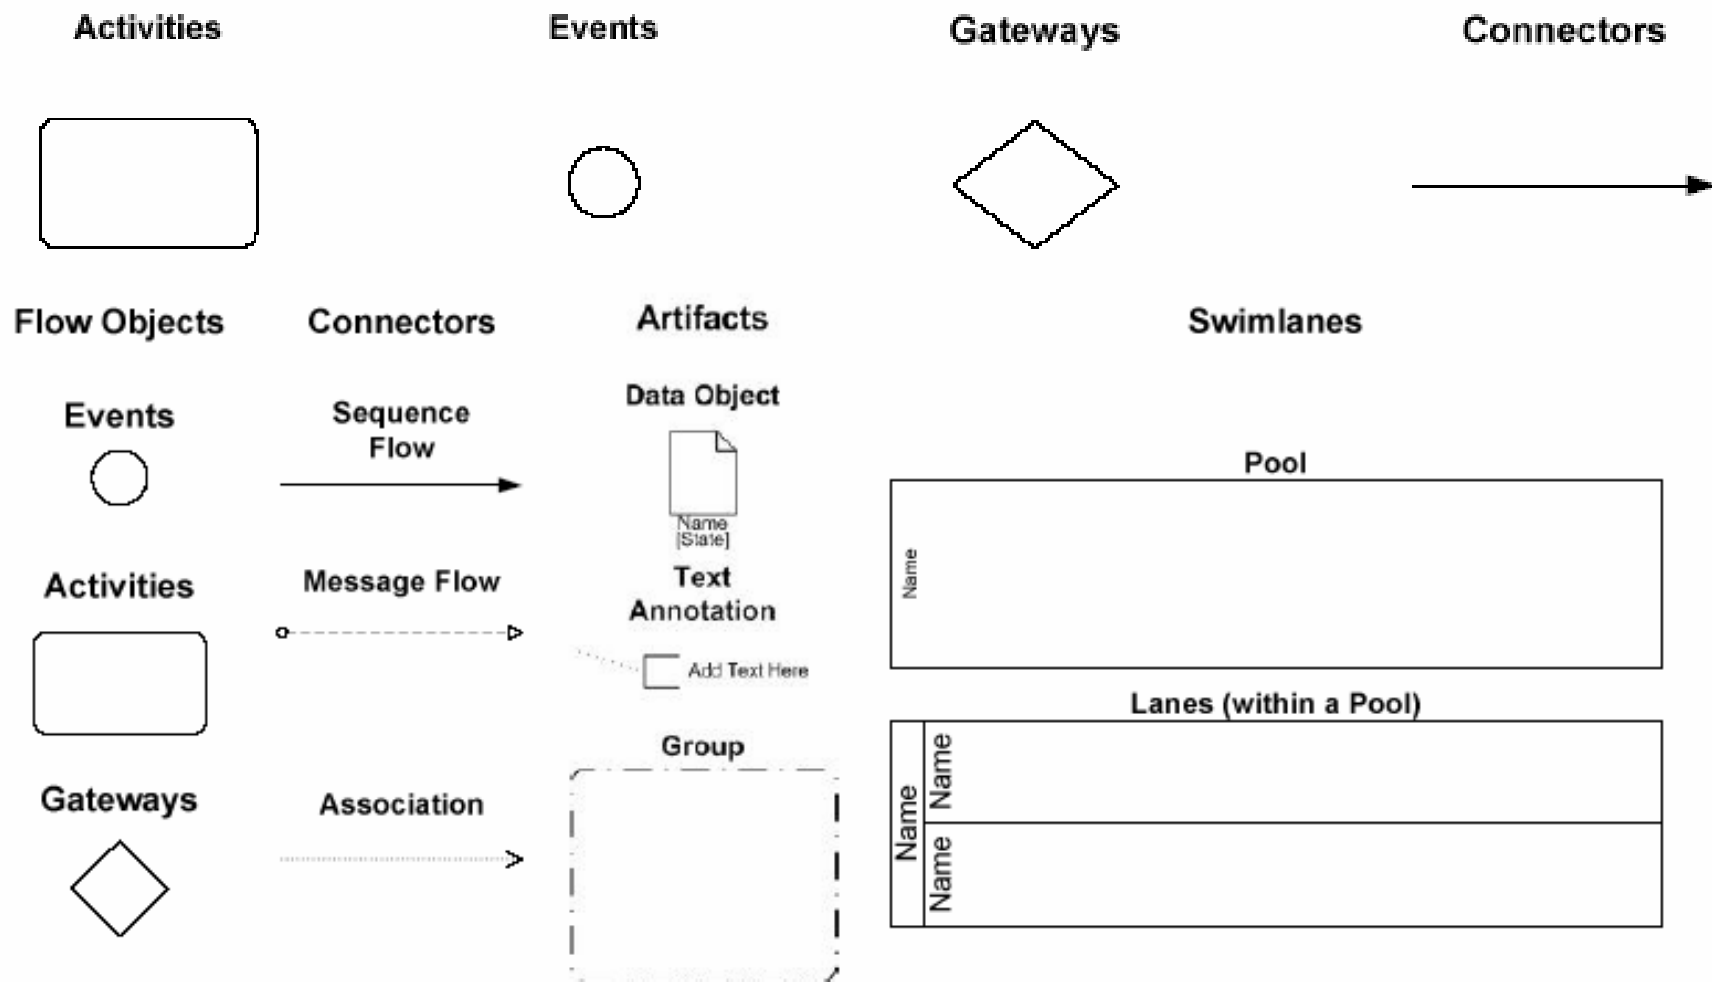 Activities
Events
Gateways
Connectors
Flow Objects
Connectors
Artifacts
Swimlanes
Events
Sequence
Flow
Data Object
Name
[State]
Pool
Name
Activities
Message Flow
Text
Annotation
Add Text Here
Lanes (within a Pool)
Name
Name
Name
Gateways
Association
Group